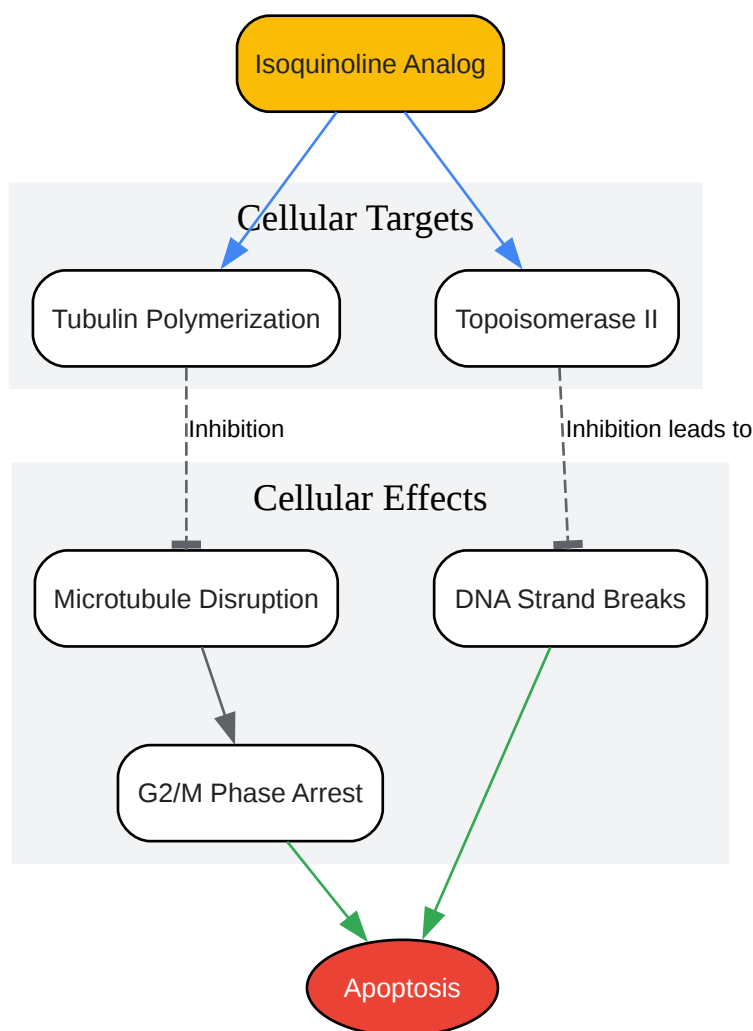 Isoquinoline Analog
Cellular Targets
Tubulin Polymerization
Topoisomerase II
Inhibition
Inhibition leads to
Cellular Effects
Microtubule Disruption
DNA Strand Breaks
G2/M Phase Arrest
Apoptosis